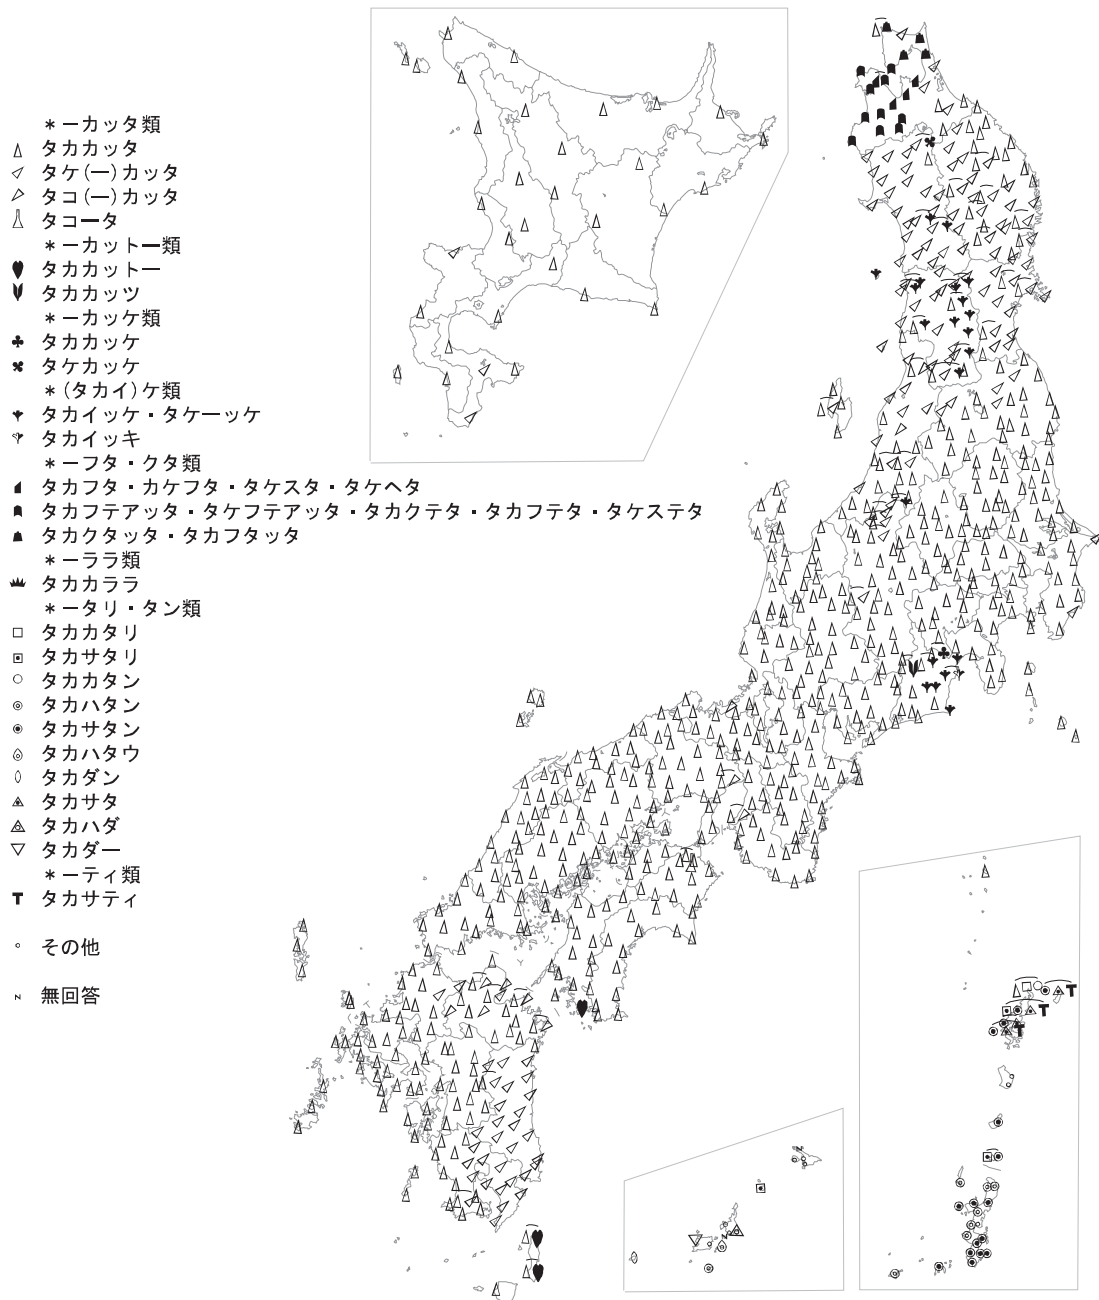 ＊ーカッタ類
タカカッタ
タケ(ー)カッタ
タコ(ー)カッタ
タコータ
＊ーカットー類
タカカットー
タカカッツ
＊ーカッケ類
タカカッケ
タケカッケ
＊(タカイ)ケ類
タカイッケ・タケーッケ
タカイッキ
＊ーフタ・クタ類
タカフタ・カケフタ・タケスタ・タケヘタ
タカフテアッタ・タケフテアッタ・タカクテタ・タカフテタ・タケステタ
タカクタッタ・タカフタッタ
＊ーララ類
タカカララ
＊ータリ・タン類
タカカタリ
タカサタリ
タカカタン
タカハタン
タカサタン
タカハタウ
タカダン
タカサタ
タカハダ
タカダー
＊ーティ類
タカサティ
その他
N 無回答